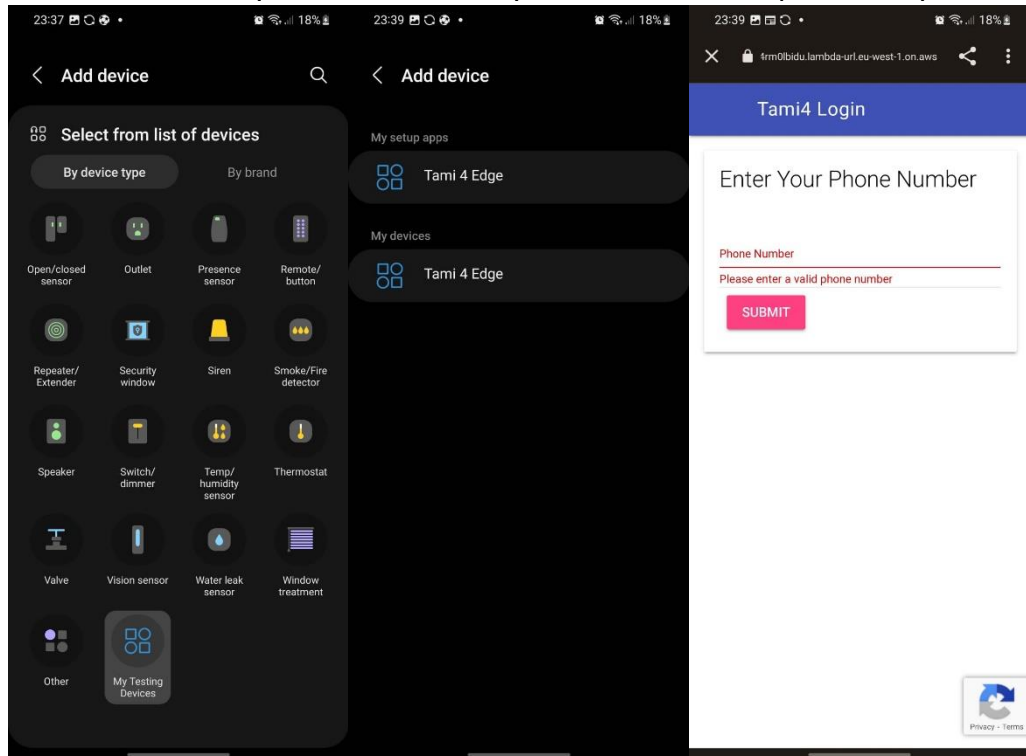 23:37
18%
Add device
Select from list of devices
By device type
By brand
Open/closed
sensor
Outlet
Presence
sensor
Remote/
button
Repeater/
Extender
Security
window
Siren
Smoke/Fire
detector
Speaker
Switch/
dimmer
Temp/
humidity
sensor
Thermostat
Valve
Vision sensor
Water leak
sensor
Window
treatment
Other
My Testing
Devices
23:39
18%
Add device
My setup apps
Tami 4 Edge
My devices
Tami 4 Edge
23:39
18%
rm0lbidu.lambda-url.eu-west-1.on.aws
Tami4 Login
Enter Your Phone Number
Phone Number
Please enter a valid phone number
SUBMIT
Privacy - Terms